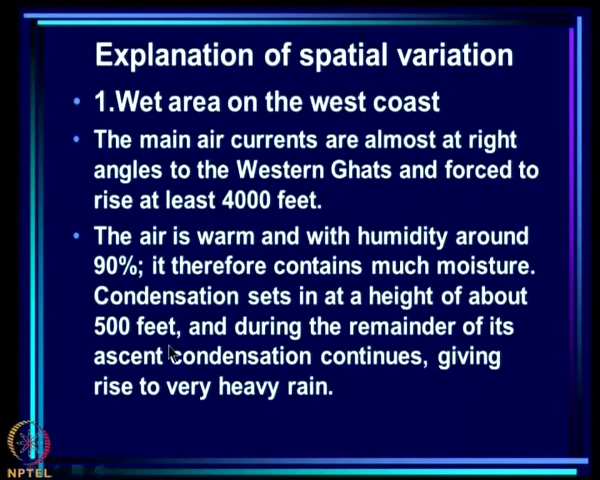 Explanation of spatial variation
• 1.Wet area on the west coast
• The main air currents are almost at right
angles to the Western Ghats and forced to
rise at least 4000 feet.
• The air is warm and with humidity around
90%; it therefore contains much moisture.
Condensation sets in at a height of about
500 feet, and during the remainder of its
ascent condensation continues, giving
rise to very heavy rain.
NPTEL